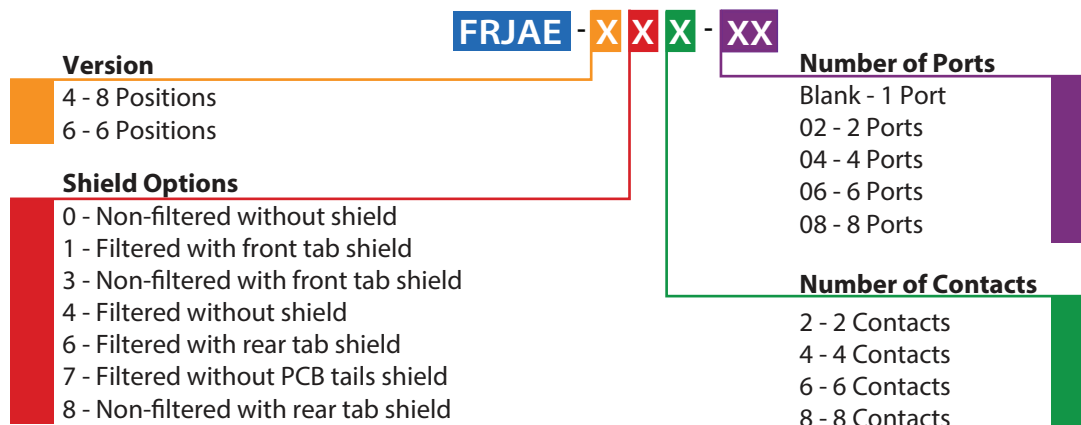 FRJAE - X X X - XX
Version
4 - 8 Positions
6 - 6 Positions
Shield Options
0 - Non-filtered without shield
1 - Filtered with front tab shield
3 - Non-filtered with front tab shield
4 - Filtered without shield
6 - Filtered with rear tab shield
7 - Filtered without PCB tails shield
8 - Non-filtered with rear tab shield
Number of Ports
Blank - 1 Port
02 - 2 Ports
04 - 4 Ports
06 - 6 Ports
08 - 8 Ports
Number of Contacts
2 - 2 Contacts
4 - 4 Contacts
6 - 6 Contacts
8 - 8 Contacts